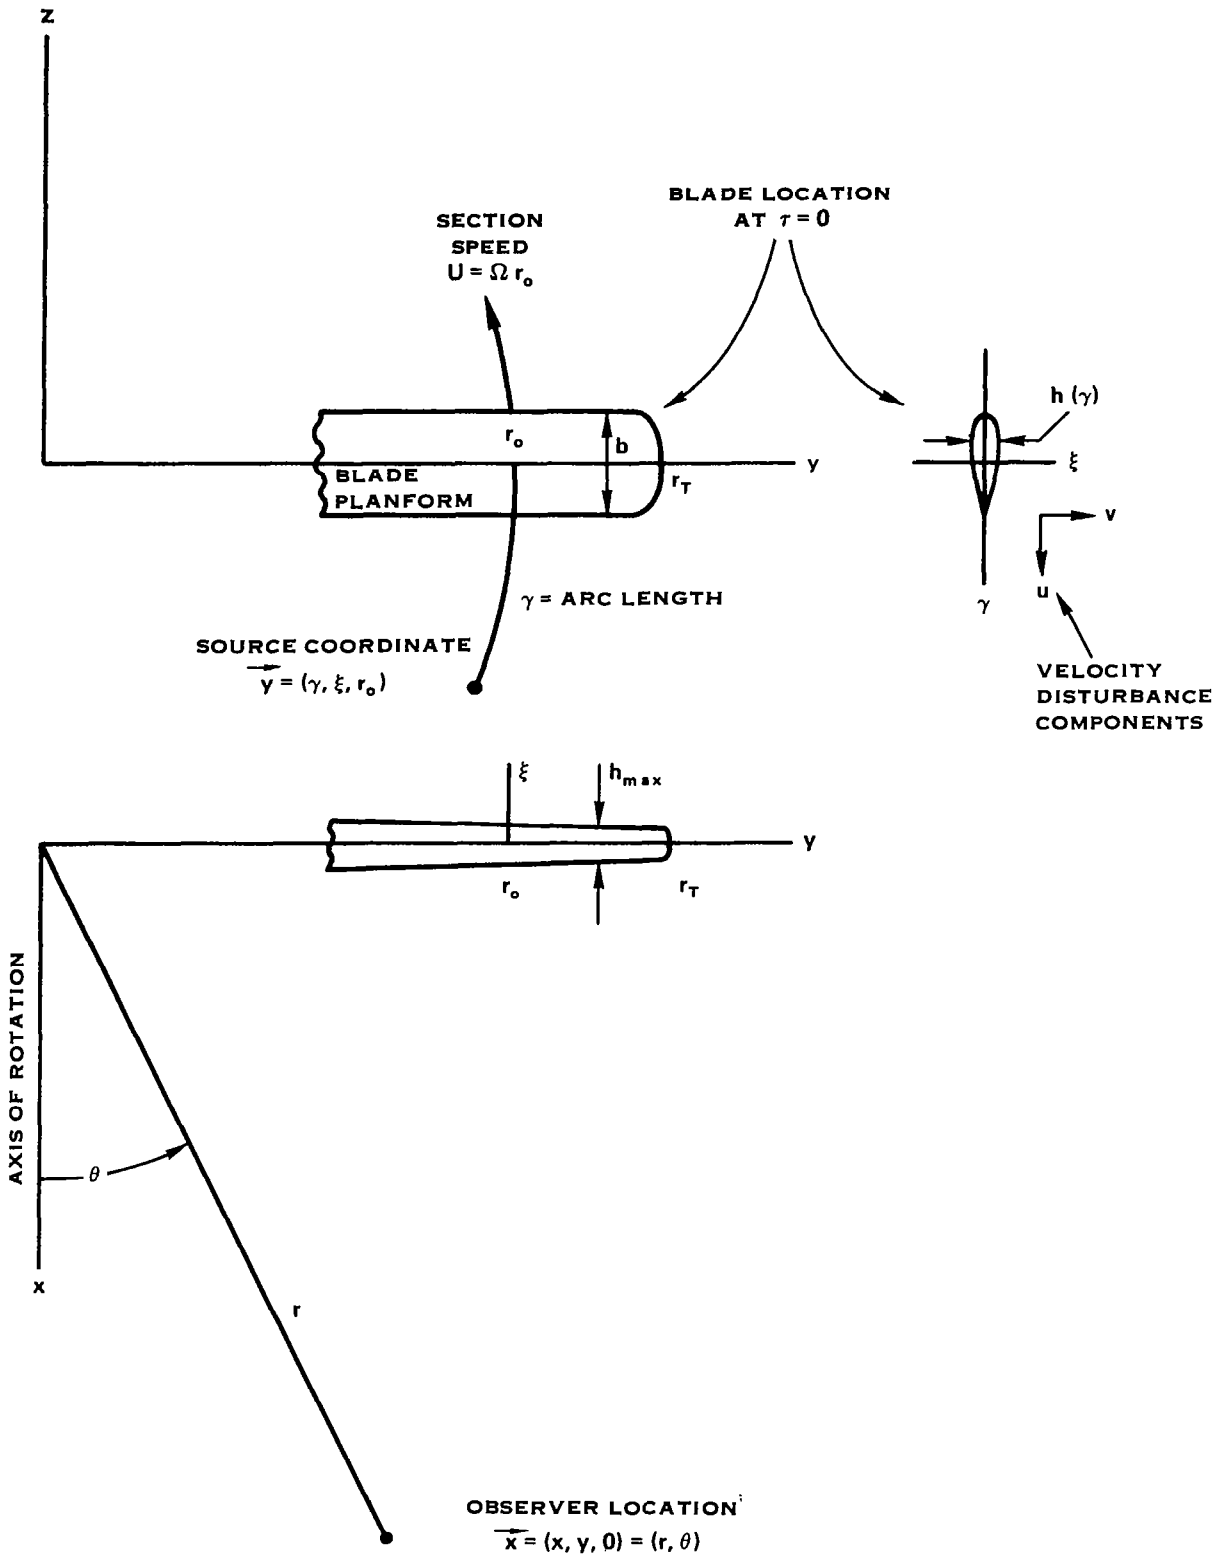 z
SECTION
SPEED
U = Ω r₀
BLADE LOCATION
AT τ = 0
r₀
b
BLADE
PLANFORM
y
r_T
h (γ)
ξ
v
u
γ
γ = ARC LENGTH
SOURCE COORDINATE
y = (γ, ξ, r₀)
VELOCITY
DISTURBANCE
COMPONENTS
ξ
h_max
y
r₀
r_T
AXIS OF ROTATION
θ
x
r
OBSERVER LOCATION
x = (x, y, 0) = (r, θ)